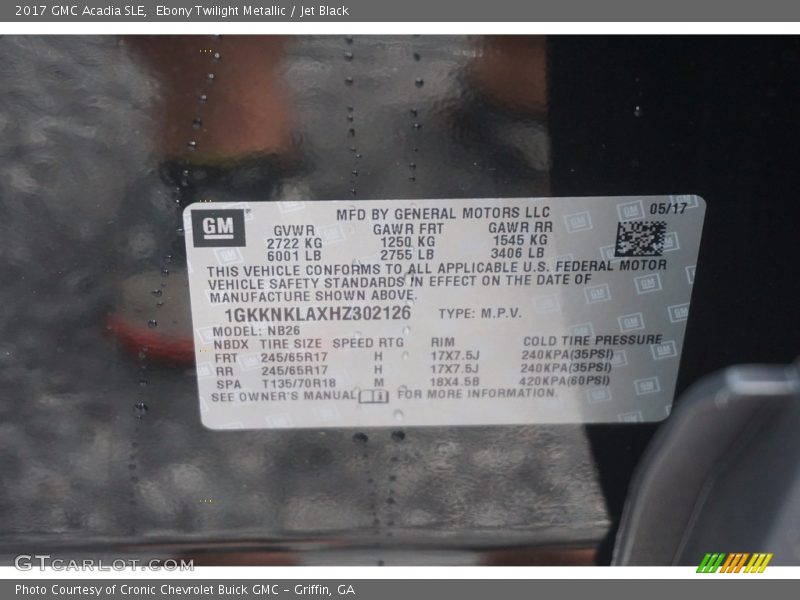 2017 GMC Acadia SLE, Ebony Twilight Metallic / Jet Black
GM
MFD BY GENERAL MOTORS LLC 05/17
GVWR GAWR FRT GAWR RR
2722 KG 1250 KG 1545 KG
6001 LB 2755 LB 3406 LB
THIS VEHICLE CONFORMS TO ALL APPLICABLE U.S. FEDERAL MOTOR
VEHICLE SAFETY STANDARDS IN EFFECT ON THE DATE OF
MANUFACTURE SHOWN ABOVE.
1GKKNKLAXHZ302126 TYPE: M.P.V.
MODEL: NB26
NBDX TIRE SIZE SPEED RTG RIM COLD TIRE PRESSURE
FRT 245/65R17 H 17X7.5J 240KPA(35PSI)
RR 245/65R17 H 17X7.5J 240KPA(35PSI)
SPA T135/70R18 M 18X4.5B 420KPA(60PSI)
SEE OWNER'S MANUAL FOR MORE INFORMATION.
GTcarlot.com
Photo Courtesy of Cronic Chevrolet Buick GMC - Griffin, GA